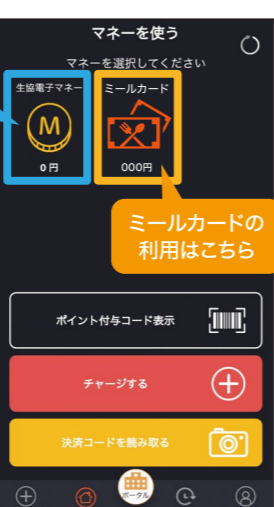 マネーを使う
マネーを選択してください
生協電子マネー
ミールカード
M
0 円
000円
ミールカードの
利用はこちら
ポイント付与コード表示
チャージする
決済コードを読み取る
ポータル